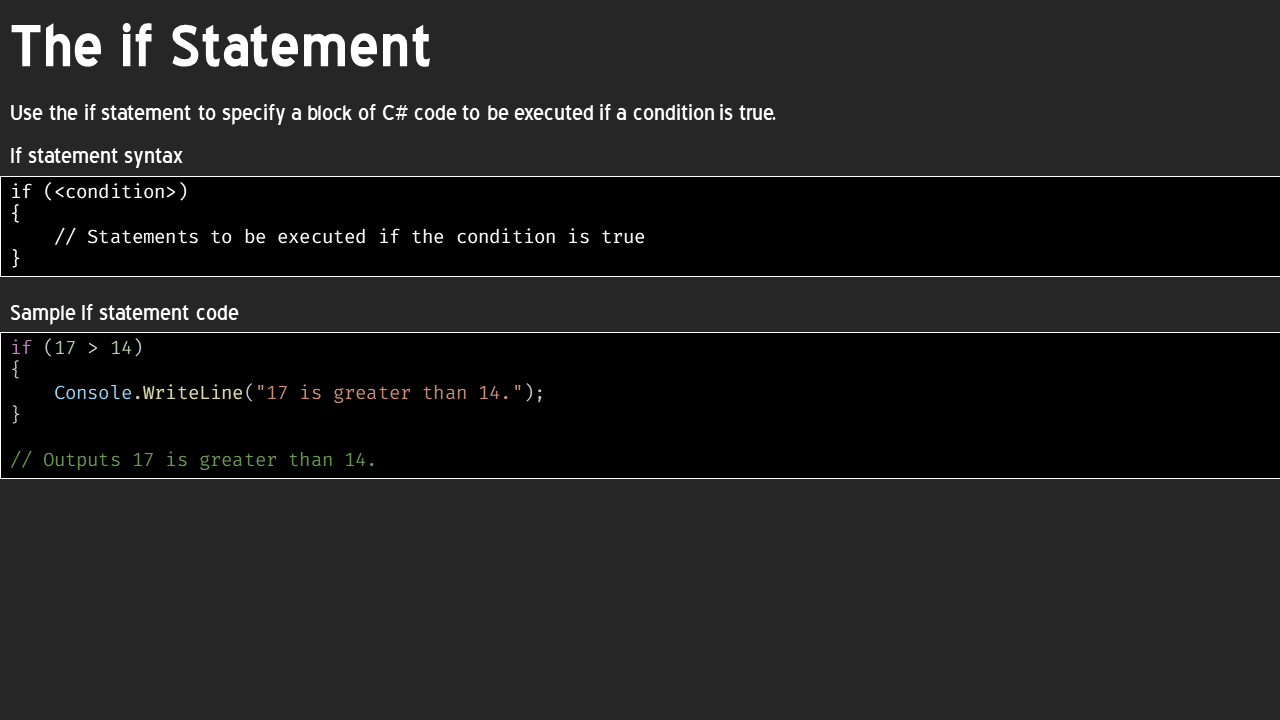 The if Statement
Use the if statement to specify a block of C# code to be executed if a condition is true.
If statement syntax
if (<condition>)
{
    // Statements to be executed if the condition is true
}
Sample If statement code
if (17 > 14)
{
    Console.WriteLine("17 is greater than 14.");
}
// Outputs 17 is greater than 14.